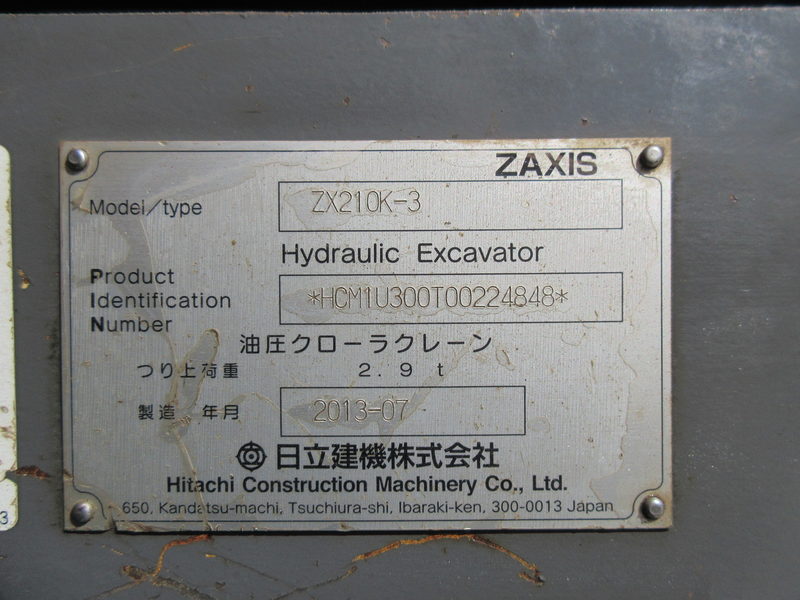 ZAXIS
Model/type ZX210K-3
Hydraulic Excavator
Product
Identification *HCM1U300T00224848*
Number
油圧クローラクレーン
つり上荷重 2.9 t
製造 年月 2013-07
日立建機株式会社
Hitachi Construction Machinery Co., Ltd.
650, Kandatsu-machi, Tsuchiura-shi, Ibaraki-ken, 300-0013 Japan
3